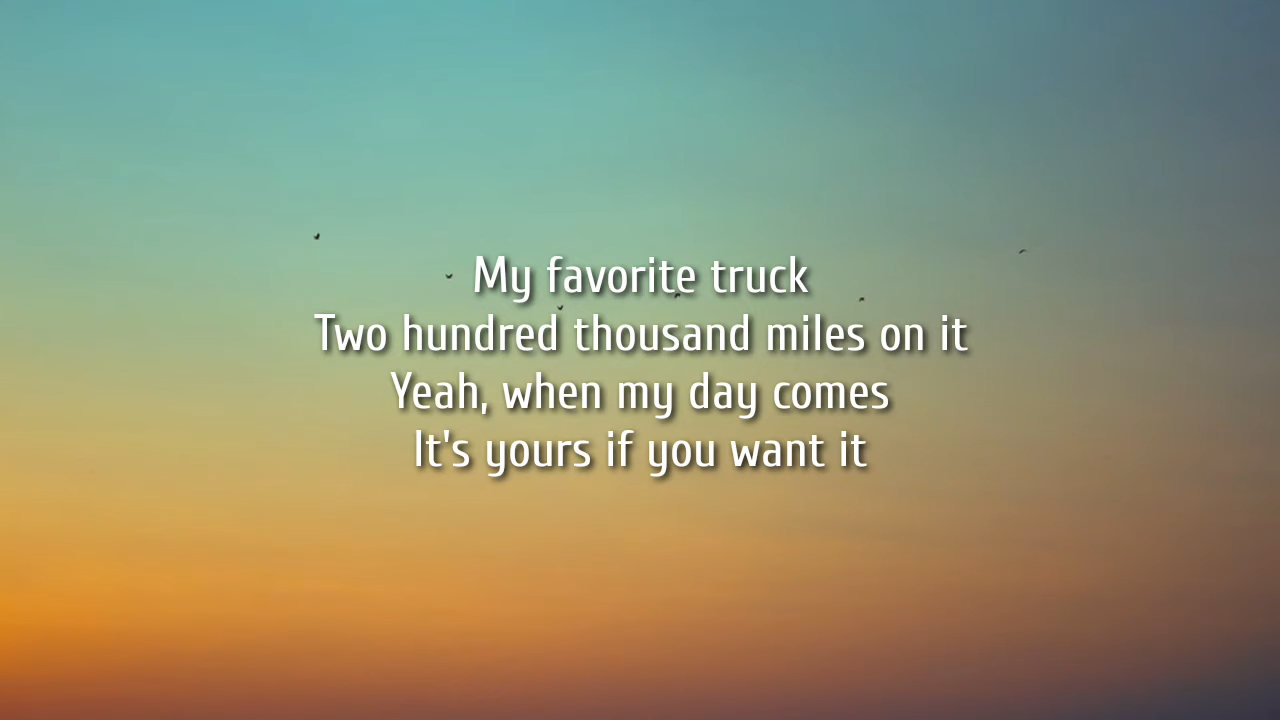 My favorite truck
Two hundred thousand miles on it
Yeah, when my day comes
It's yours if you want it